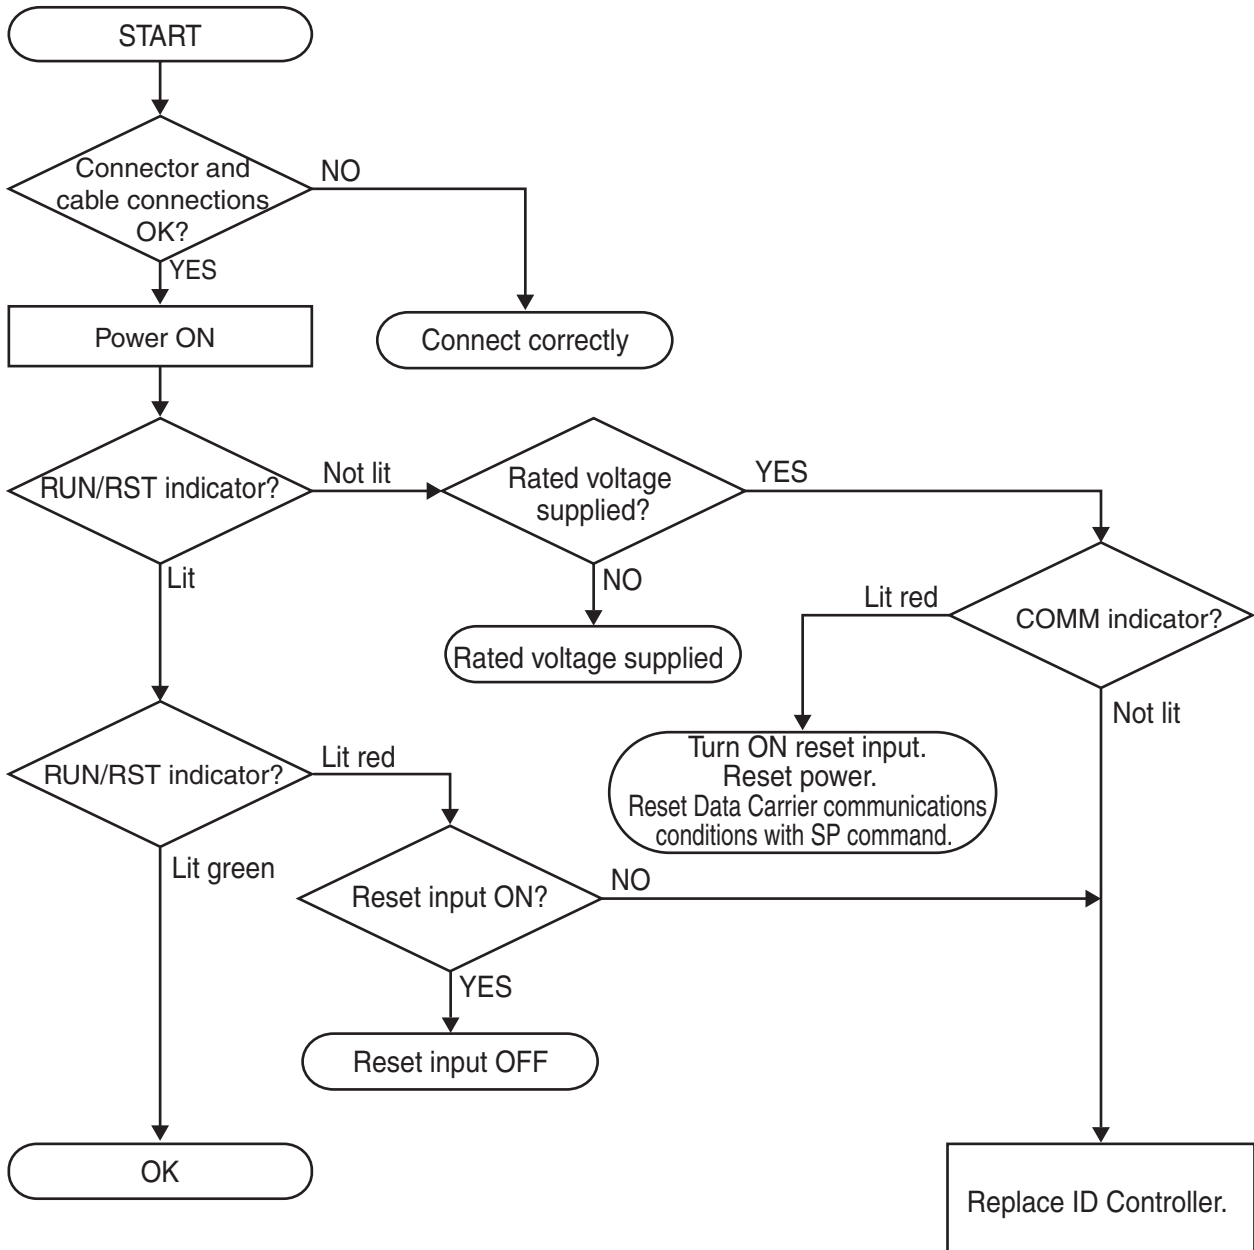 START
Connector and
cable connections
OK?
NO
YES
Power ON
Connect correctly
RUN/RST indicator?
Not lit
Rated voltage
supplied?
YES
Lit
NO
Rated voltage supplied
Lit red
COMM indicator?
Not lit
Turn ON reset input.
Reset power.
Reset Data Carrier communications
conditions with SP command.
RUN/RST indicator?
Lit red
Lit green
Reset input ON?
NO
YES
Reset input OFF
OK
Replace ID Controller.